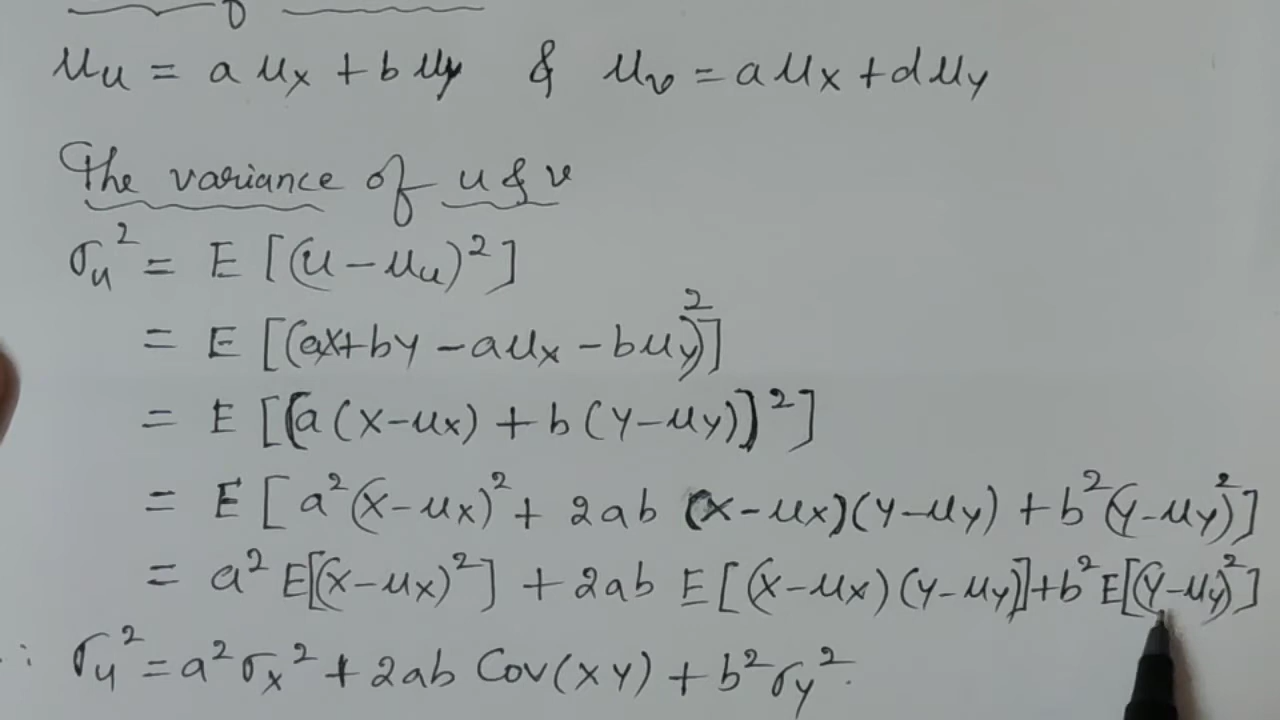 μu = a μx + b μy & μv = a μx + d μy
The variance of u & v
σu² = E [(u − μu)²]
= E [(ax + by − aμx − bμy)²]
= E [[a(x − μx) + b(y − μy)]²]
= E [a²(x − μx)² + 2ab (x − μx)(y − μy) + b²(y − μy)²]
= a² E[(x − μx)²] + 2ab E[(x − μx)(y − μy)] + b² E[(y − μy)²]
∴ σu² = a²σx² + 2ab Cov(xy) + b²σy².